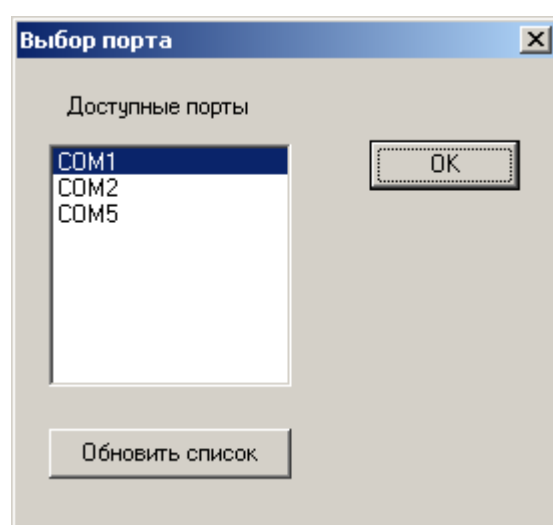 Выбор порта
Доступные порты
COM1
COM2
COM5
OK
Обновить список